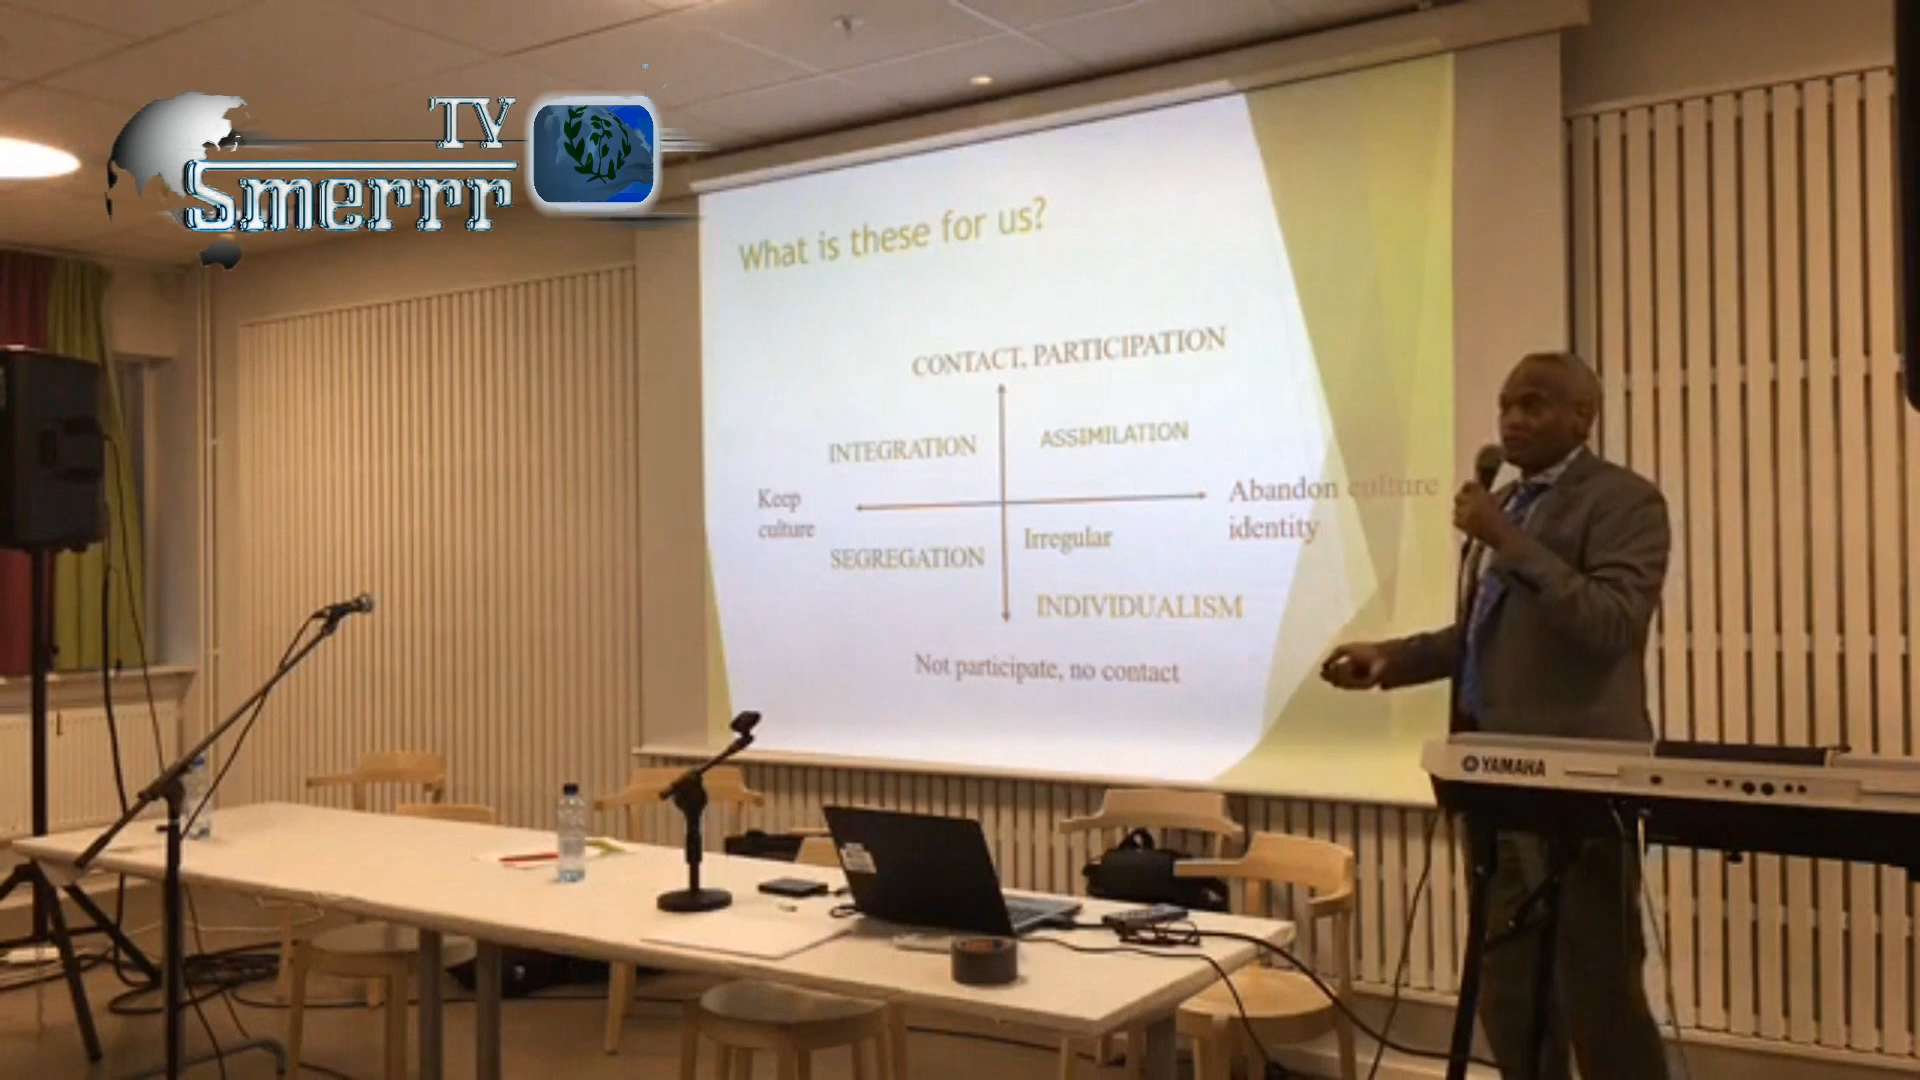 TV
Smerrr
What is these for us?
CONTACT, PARTICIPATION
INTEGRATION
ASSIMILATION
Keep
culture
Abandon culture
identity
SEGREGATION
Irregular
INDIVIDUALISM
Not participate, no contact
YAMAHA